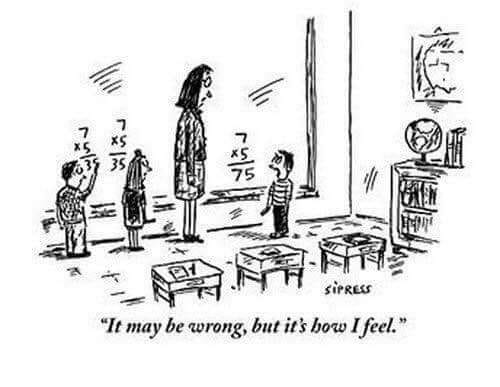 7
x5
35
7
x5
35
7
x5
75
SIPRESS
“It may be wrong, but it’s how I feel.”